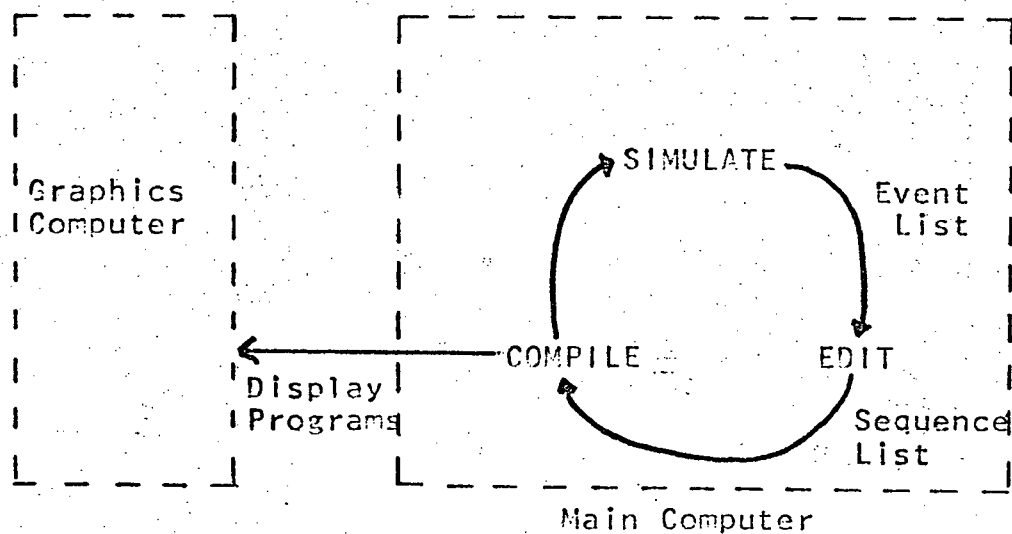 SIMULATE
Graphics
Computer
Event
List
COMPILE
EDIT
Display
Programs
Sequence
List
Main Computer